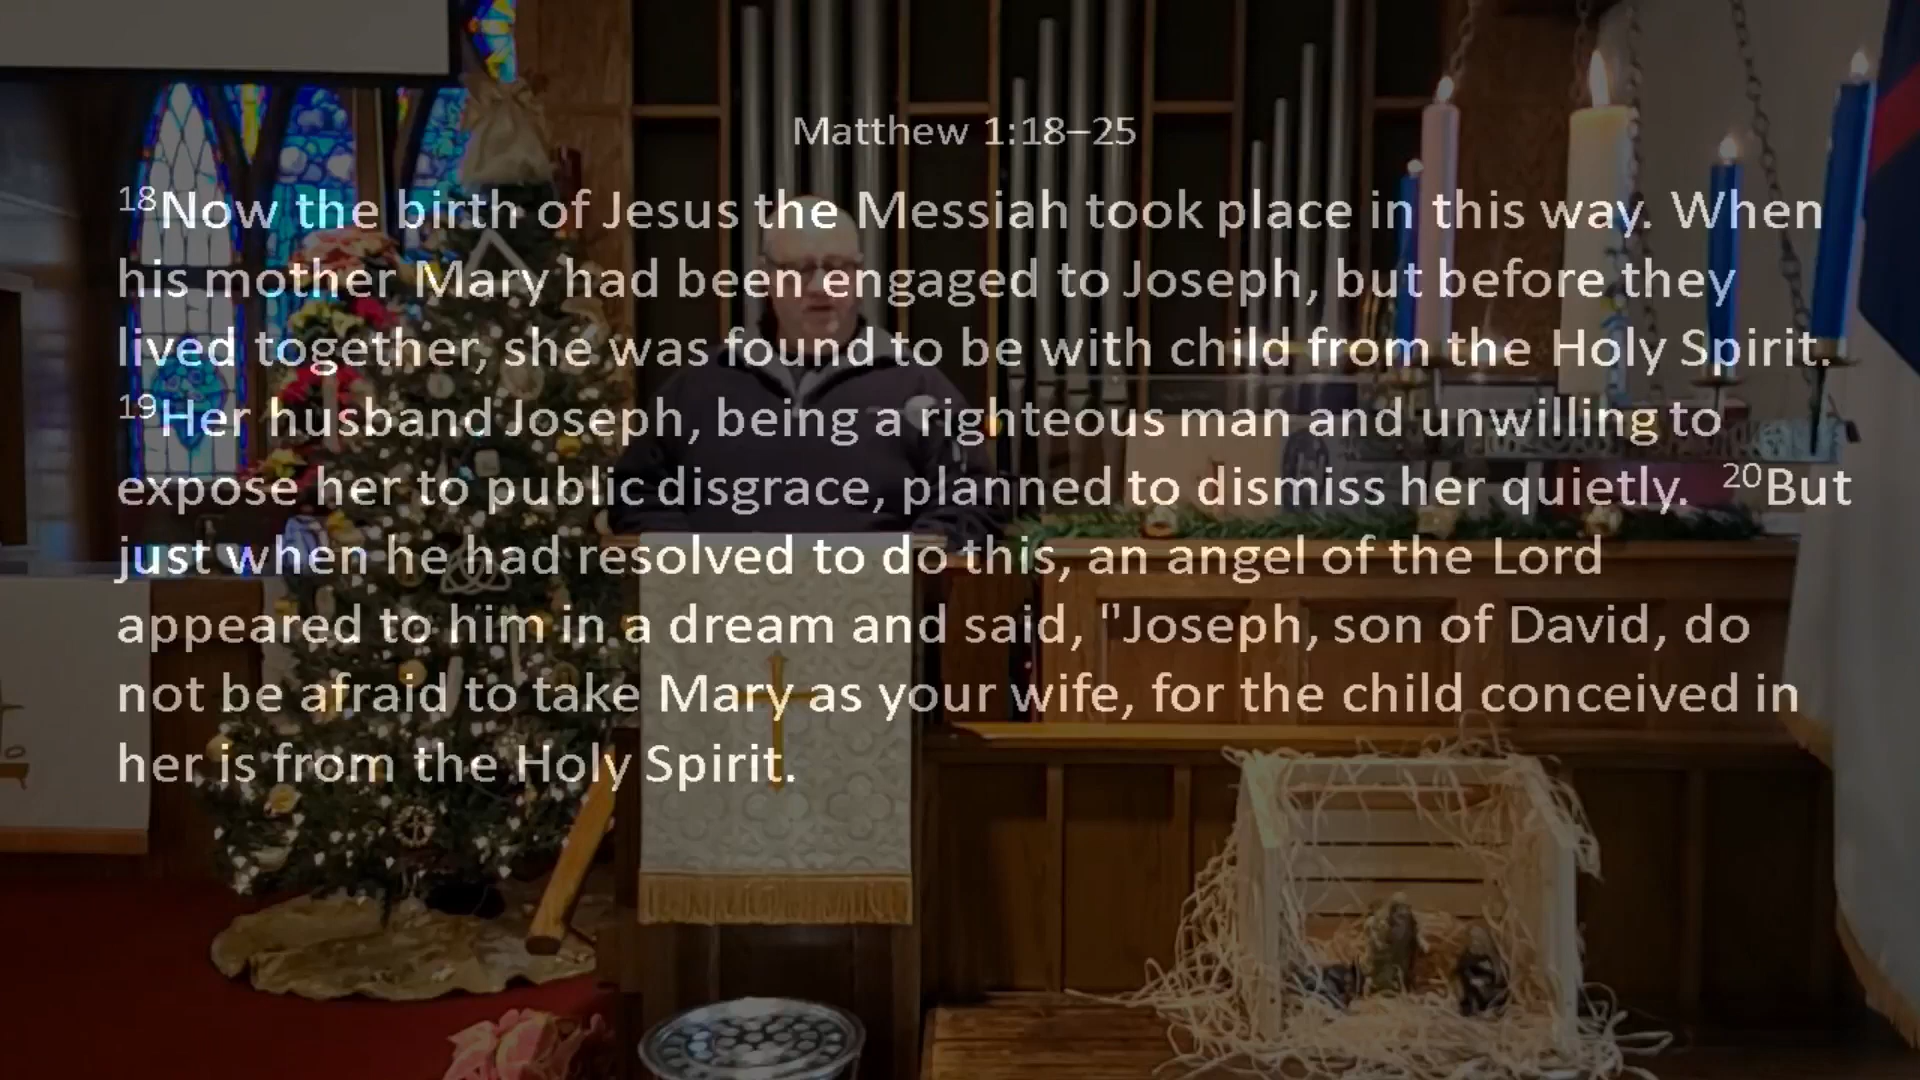 Matthew 1:18–25
18Now the birth of Jesus the Messiah took place in this way. When
his mother Mary had been engaged to Joseph, but before they
lived together, she was found to be with child from the Holy Spirit.
19Her husband Joseph, being a righteous man and unwilling to
expose her to public disgrace, planned to dismiss her quietly. 20But
just when he had resolved to do this, an angel of the Lord
appeared to him in a dream and said, "Joseph, son of David, do
not be afraid to take Mary as your wife, for the child conceived in
her is from the Holy Spirit.